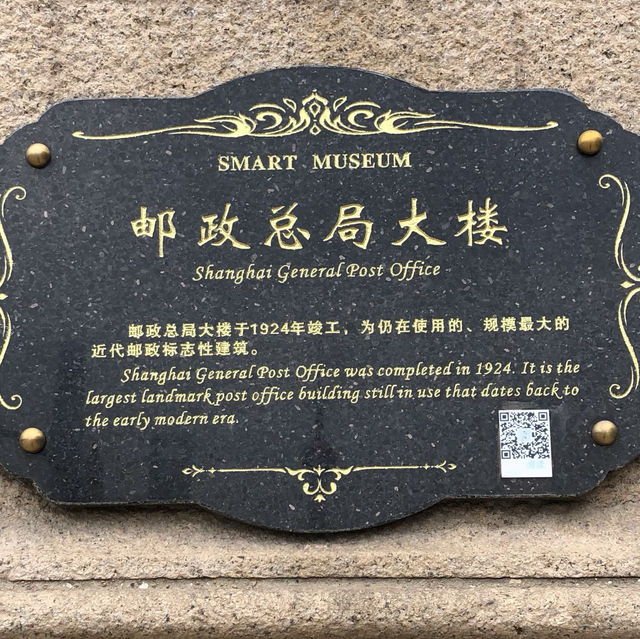 SMART MUSEUM
邮政总局大楼
Shanghai General Post Office
邮政总局大楼于1924年竣工，为仍在使用的、规模最大的
近代邮政标志性建筑。
Shanghai General Post Office was completed in 1924. It is the
largest landmark post office building still in use that dates back to
the early modern era.